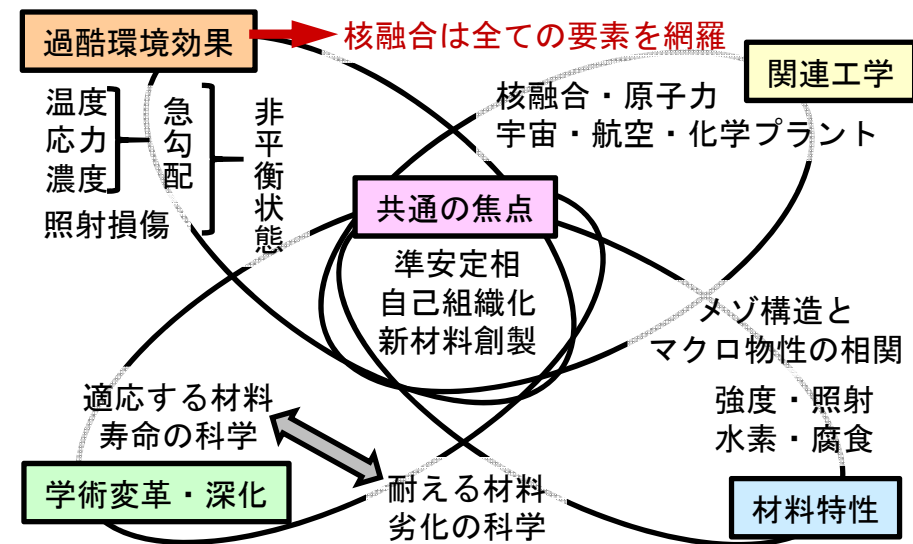 過酷環境効果
核融合は全ての要素を網羅
関連工学
温度
応力
濃度
急勾配
照射損傷
非平衡状態
核融合・原子力
宇宙・航空・化学プラント
共通の焦点
準安定相
自己組織化
新材料創製
メゾ構造と
マクロ物性の相関
強度・照射
水素・腐食
材料特性
適応する材料
寿命の科学
学術変革・深化
耐える材料
劣化の科学